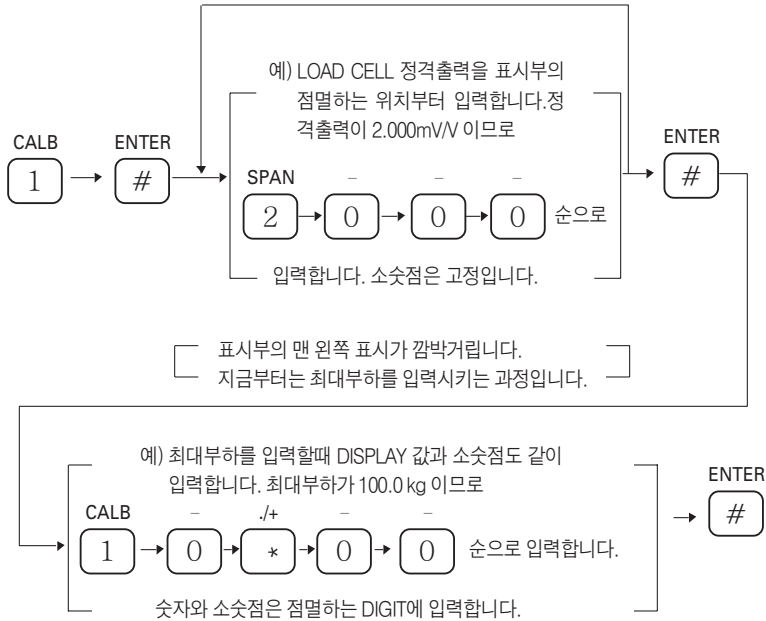 예) LOAD CELL 정격출력을 표시부의
점멸하는 위치부터 입력합니다.정
격출력이 2.000mV/V 이므로
CALB ENTER ENTER
1 # #
SPAN – – –
2 0 0 0 순으로
입력합니다. 소숫점은 고정입니다.
표시부의 맨 왼쪽 표시가 깜박거립니다.
지금부터는 최대부하를 입력시키는 과정입니다.
예) 최대부하를 입력할때 DISPLAY 값과 소숫점도 같이
입력합니다. 최대부하가 100.0 kg 이므로
CALB – ./+ – – ENTER
1 0 * 0 0 순으로 입력합니다. #
숫자와 소숫점은 점멸하는 DIGIT에 입력합니다.